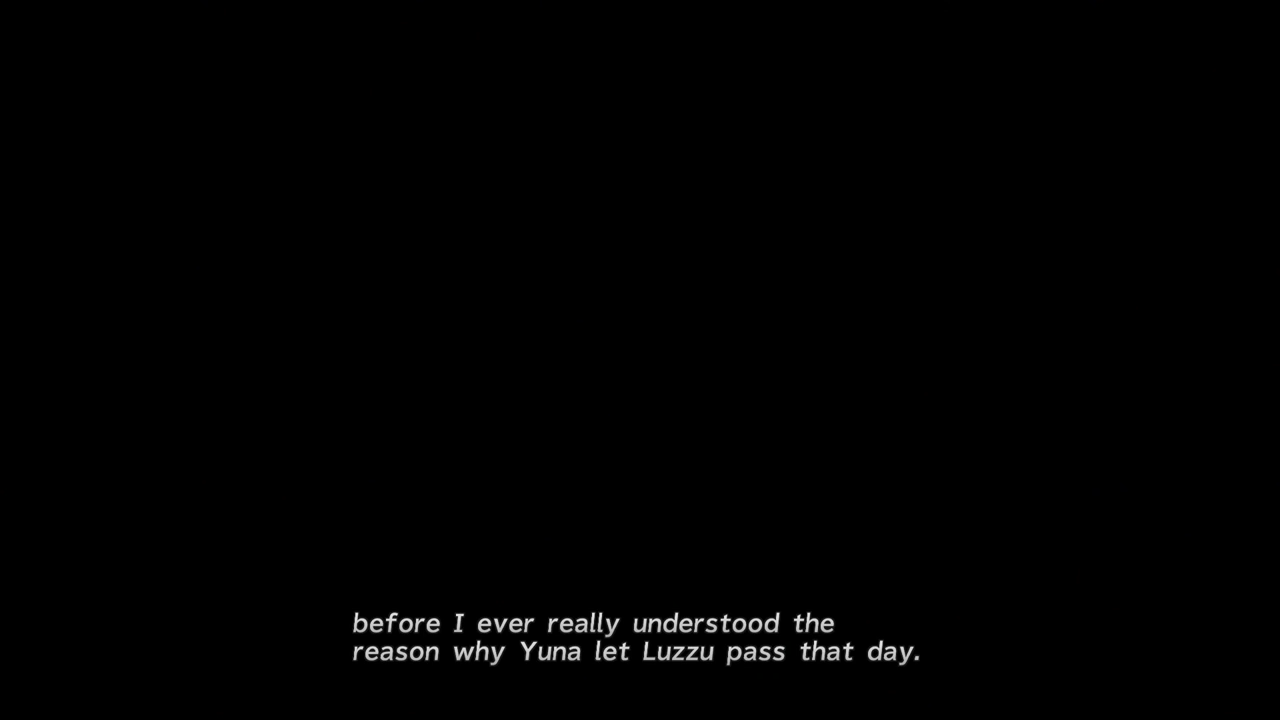 before I ever really understood the
reason why Yuna let Luzzu pass that day.